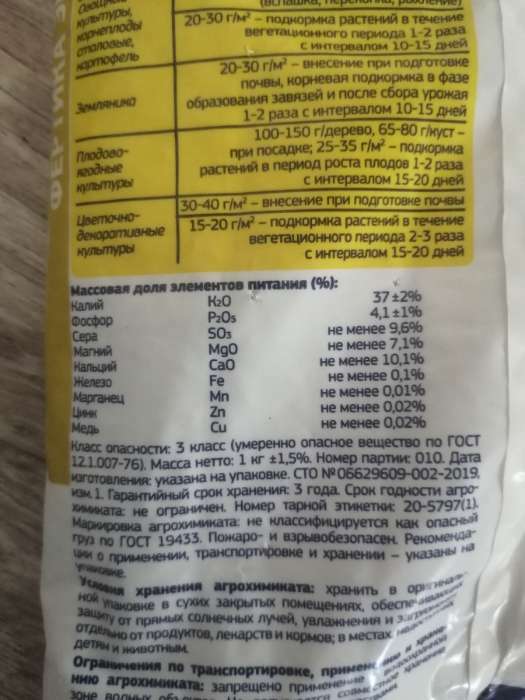 культуры,
корнеплоды
столовые,
картофель
20-30 г/м² – подкормка растений в течение
вегетационного периода 1-2 раза
с интервалом 10-15 дней
Земляника
20-30 г/м² – внесение при подготовке
почвы, корневая подкормка в фазе
образования завязей и после сбора урожая
1-2 раза с интервалом 10-15 дней
Плодово-
ягодные
культуры
100-150 г/дерево, 65-80 г/куст –
при посадке; 25-35 г/м² – подкормка
растений в период роста плодов 1-2 раза
с интервалом 15-20 дней
Цветочно-
декоративные
культуры
30-40 г/м² – внесение при подготовке почвы
15-20 г/м² – подкормка растений в течение
вегетационного периода 2-3 раза
с интервалом 15-20 дней
Массовая доля элементов питания (%):
Калий K₂O 37 ±2%
Фосфор P₂O₅ 4,1 ±1%
Сера SO₃ не менее 9,6%
Магний MgO не менее 7,1%
Кальций CaO не менее 10,1%
Железо Fe не менее 0,1%
Марганец Mn не менее 0,01%
Цинк Zn не менее 0,02%
Медь Cu не менее 0,02%
Класс опасности: 3 класс (умеренно опасное вещество по ГОСТ
12.1.007-76). Масса нетто: 1 кг ±1,5%. Номер партии: 010. Дата
изготовления: указана на упаковке. СТО №06629609-002-2019,
изм. 1. Гарантийный срок хранения: 3 года. Срок годности агро-
химиката: не ограничен. Номер тарной этикетки: 20-5797(1).
Маркировка агрохимиката: не классифицируется как опасный
груз по ГОСТ 19433. Пожаро- и взрывобезопасен. Рекоменда-
ции о применении, транспортировке и хранении – указаны на
упаковке.
Условия хранения агрохимиката: хранить в оригиналь-
ной упаковке в сухих закрытых помещениях,
защиту от прямых солнечных лучей, увлажнения и
отдельно от продуктов, лекарств и кормов; в местах,
детям и животным.
Ограничения по транспортировке,
нию агрохимиката: запрещено применение
зоне водных